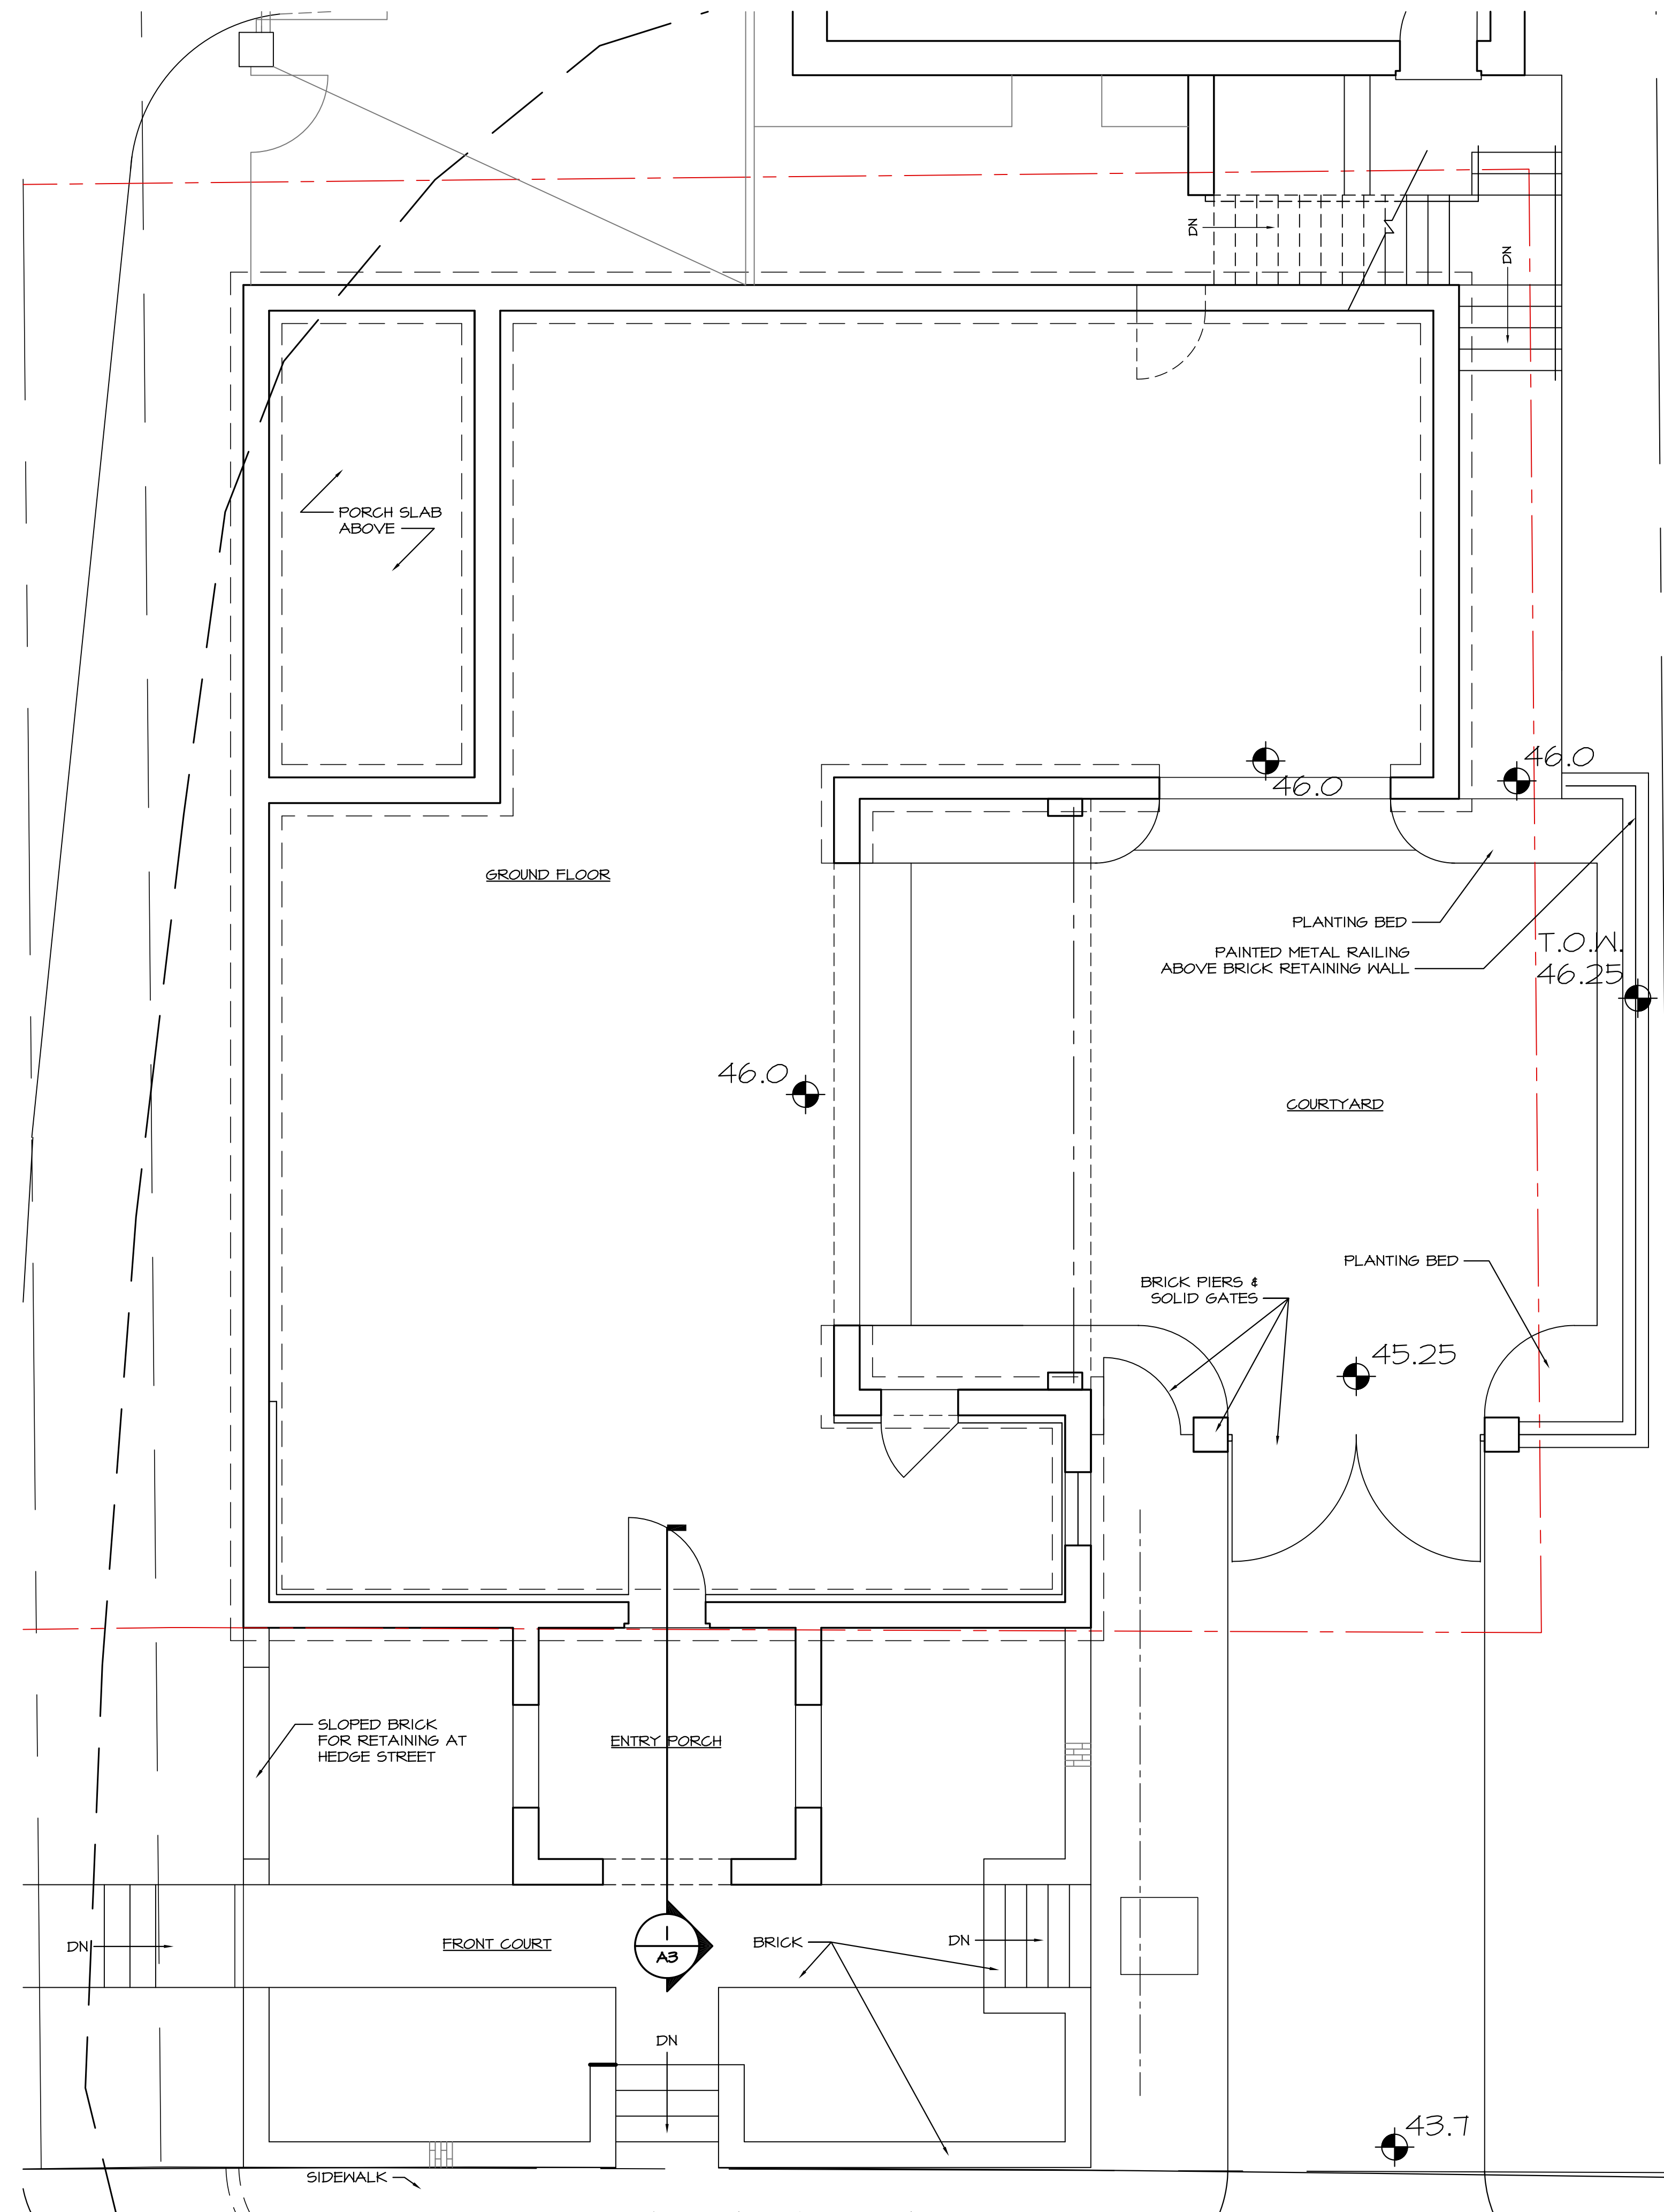 DN
DN
PORCH SLAB
ABOVE
46.0
46.0
GROUND FLOOR
PLANTING BED
PAINTED METAL RAILING
ABOVE BRICK RETAINING WALL
T.O.W.
46.25
46.0
COURTYARD
PLANTING BED
BRICK PIERS &
SOLID GATES
45.25
SLOPED BRICK
FOR RETAINING AT
HEDGE STREET
ENTRY PORCH
DN
FRONT COURT
1
A3
BRICK
DN
DN
43.7
SIDEWALK